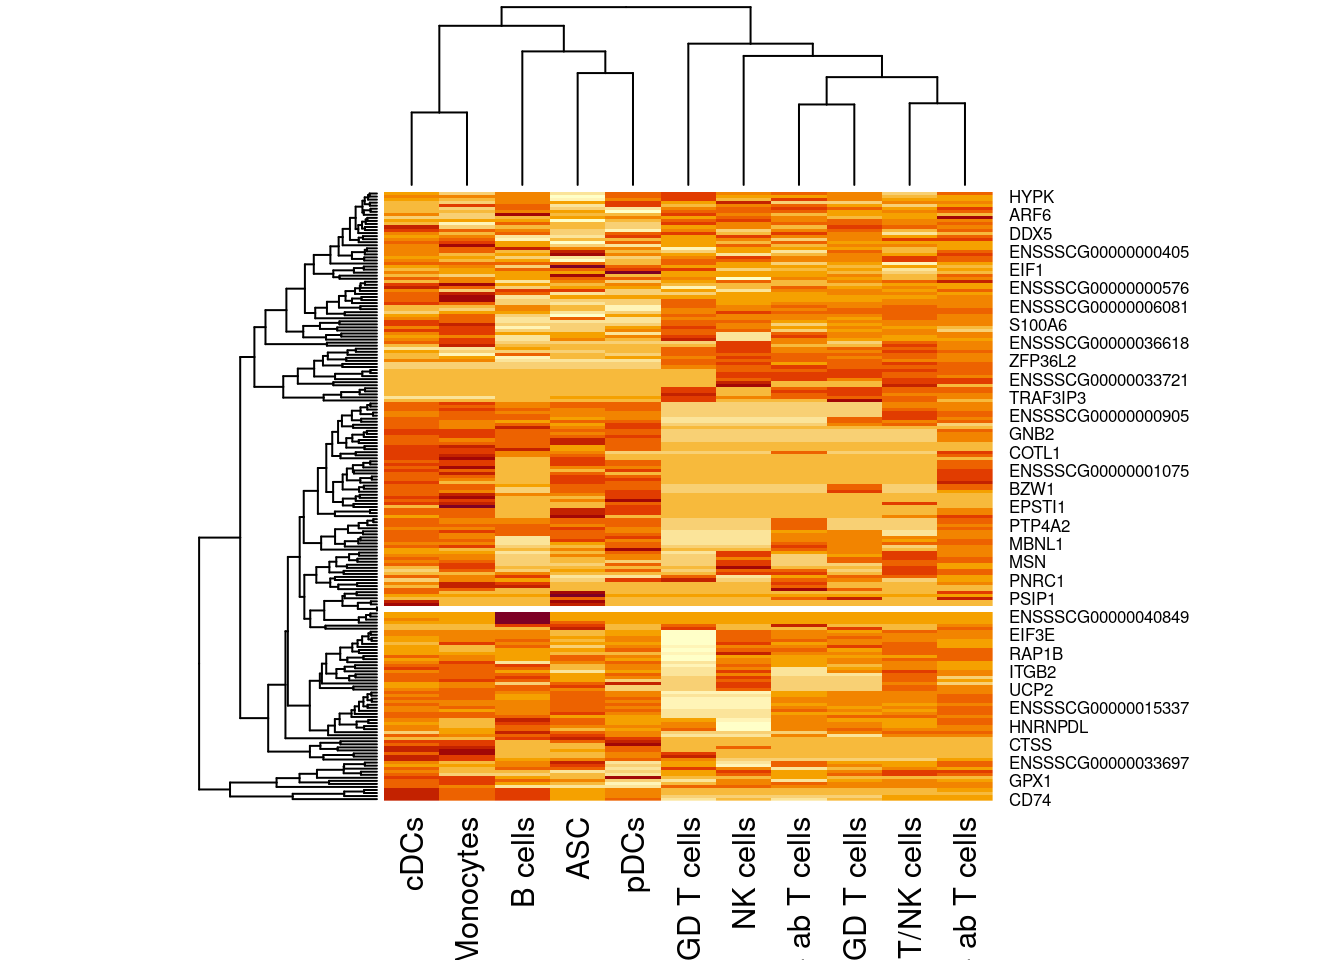 HYPK
ARF6
DDX5
ENSSSCG00000000405
EIF1
ENSSSCG00000000576
ENSSSCG00000006081
S100A6
ENSSSCG00000036618
ZFP36L2
ENSSSCG00000033721
TRAF3IP3
ENSSSCG00000000905
GNB2
COTL1
ENSSSCG00000001075
BZW1
EPSTI1
PTP4A2
MBNL1
MSN
PNRC1
PSIP1
ENSSSCG00000040849
EIF3E
RAP1B
ITGB2
UCP2
ENSSSCG00000015337
HNRNPDL
CTSS
ENSSSCG00000033697
GPX1
CD74
cDCs
Monocytes
B cells
ASC
pDCs
GD T cells
NK cells
ab T cells
GD T cells
T/NK cells
ab T cells